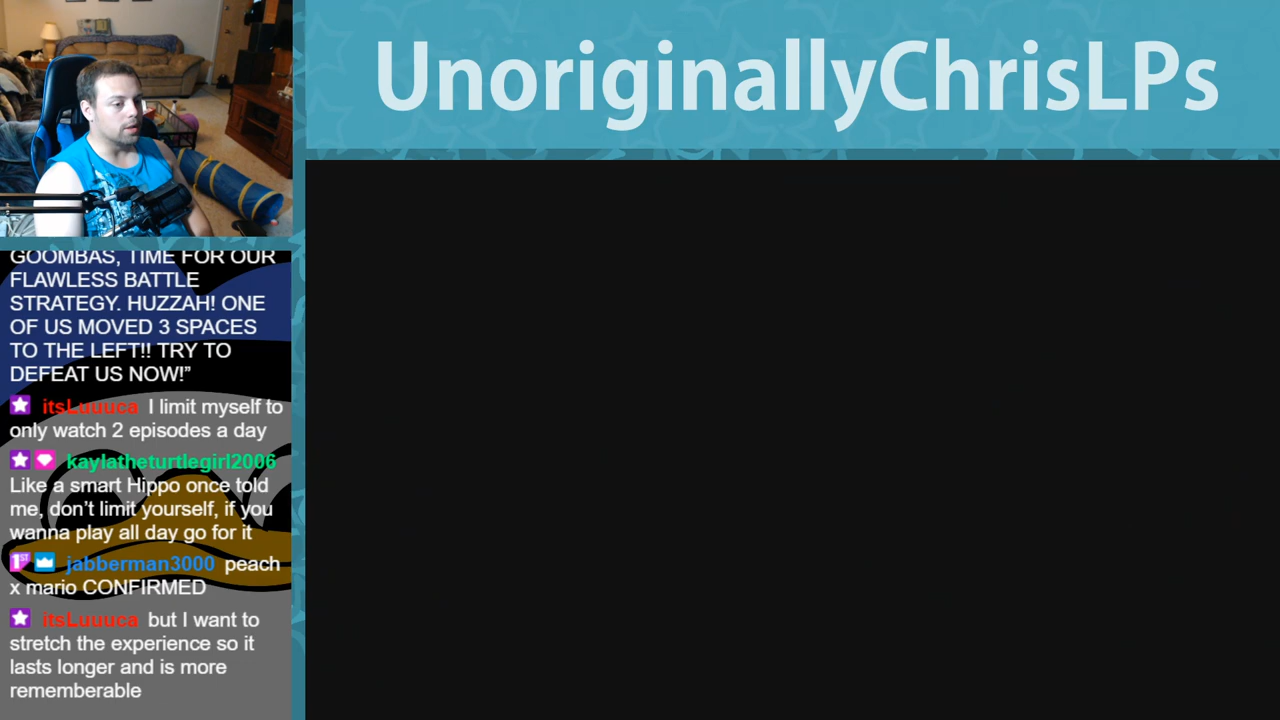 UnoriginallyChrisLPs
GOOMBAS, TIME FOR OUR
FLAWLESS BATTLE
STRATEGY. HUZZAH! ONE
OF US MOVED 3 SPACES
TO THE LEFT!! TRY TO
DEFEAT US NOW!”
itsLuuuca I limit myself to
only watch 2 episodes a day
kaylatheturtlegirl2006
Like a smart Hippo once told
me, don’t limit yourself, if you
wanna play all day go for it
1ST jabberman3000 peach
x mario CONFIRMED
itsLuuuca but I want to
stretch the experience so it
lasts longer and is more
rememberable